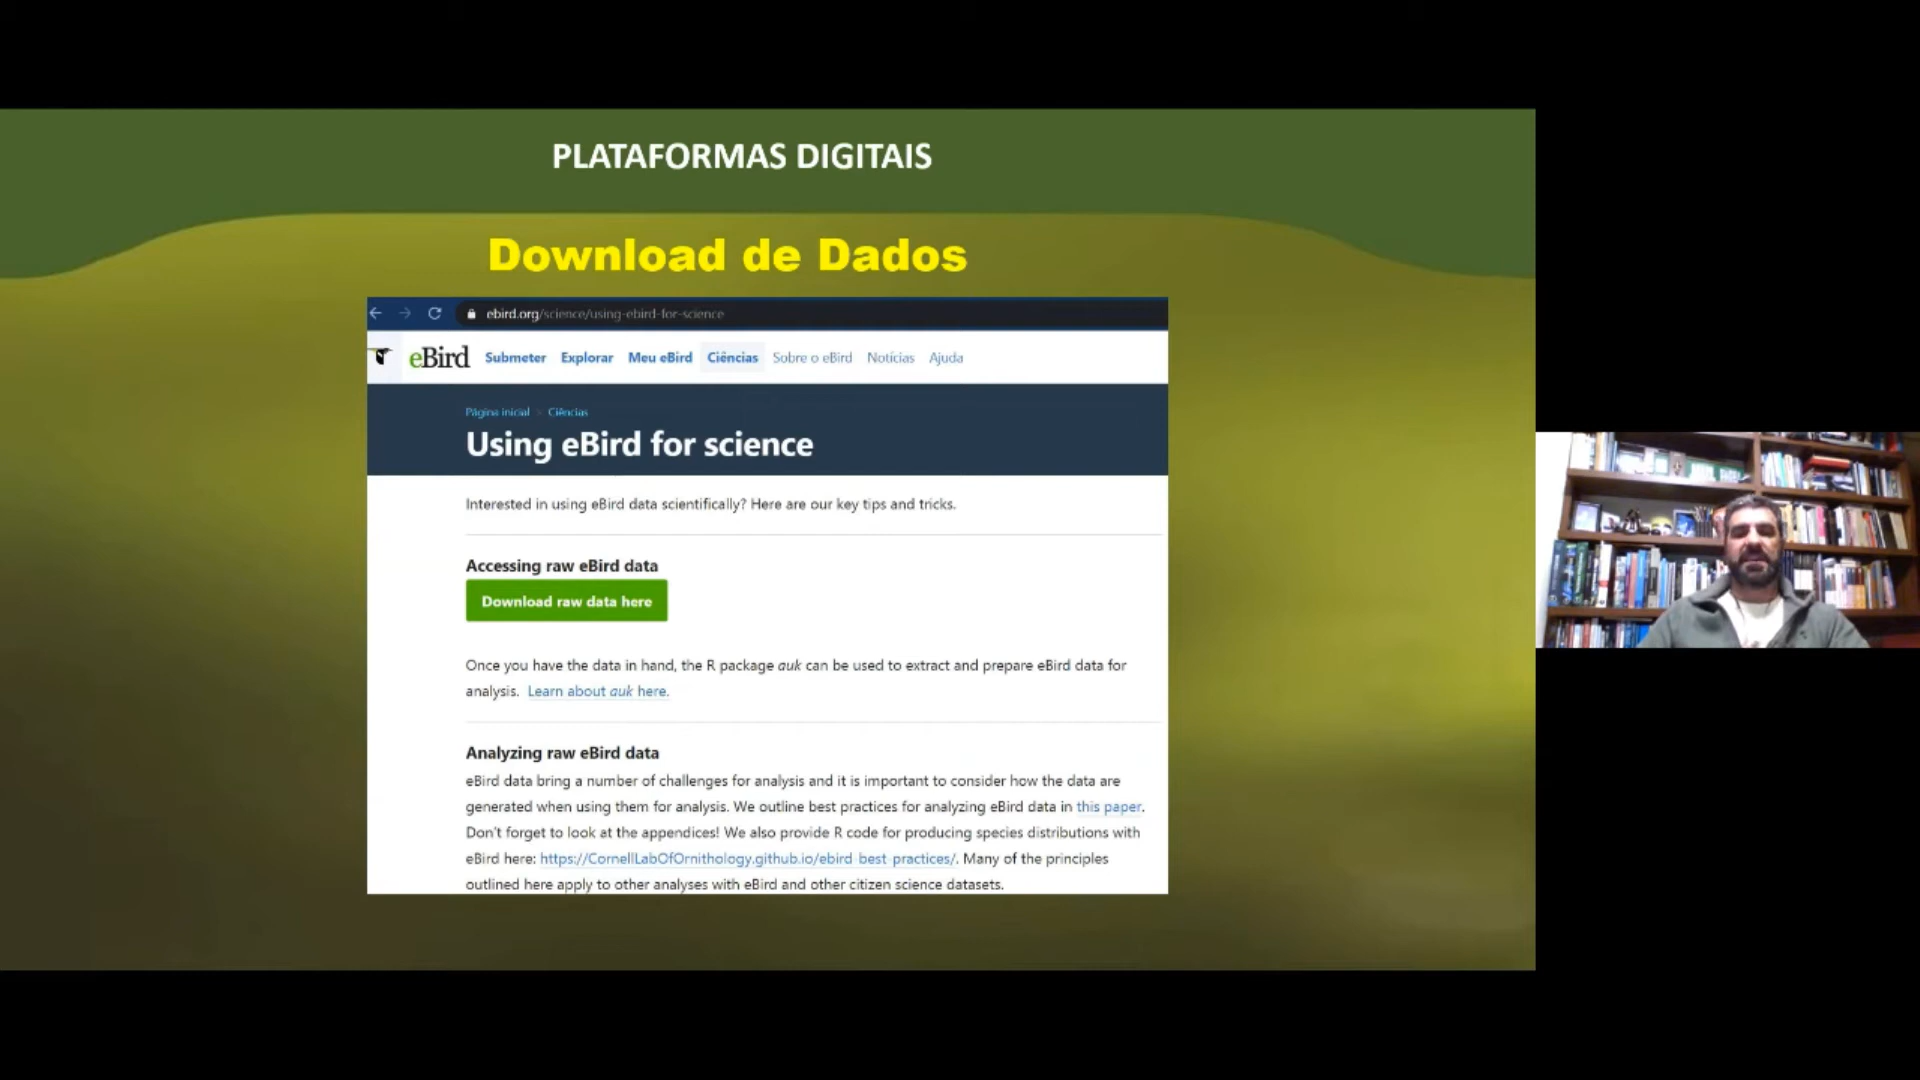 PLATAFORMAS DIGITAIS
Download de Dados
ebird.org/science/using-ebird-for-science
eBird Submeter Explorar Meu eBird Ciências Sobre o eBird Notícias Ajuda
Página inicial > Ciências
Using eBird for science
Interested in using eBird data scientifically? Here are our key tips and tricks.
Accessing raw eBird data
Download raw data here
Once you have the data in hand, the R package auk can be used to extract and prepare eBird data for
analysis. Learn about auk here.
Analyzing raw eBird data
eBird data bring a number of challenges for analysis and it is important to consider how the data are
generated when using them for analysis. We outline best practices for analyzing eBird data in this paper.
Don't forget to look at the appendices! We also provide R code for producing species distributions with
eBird here: https://CornellLabOfOrnithology.github.io/ebird-best-practices/. Many of the principles
outlined here apply to other analyses with eBird and other citizen science datasets.